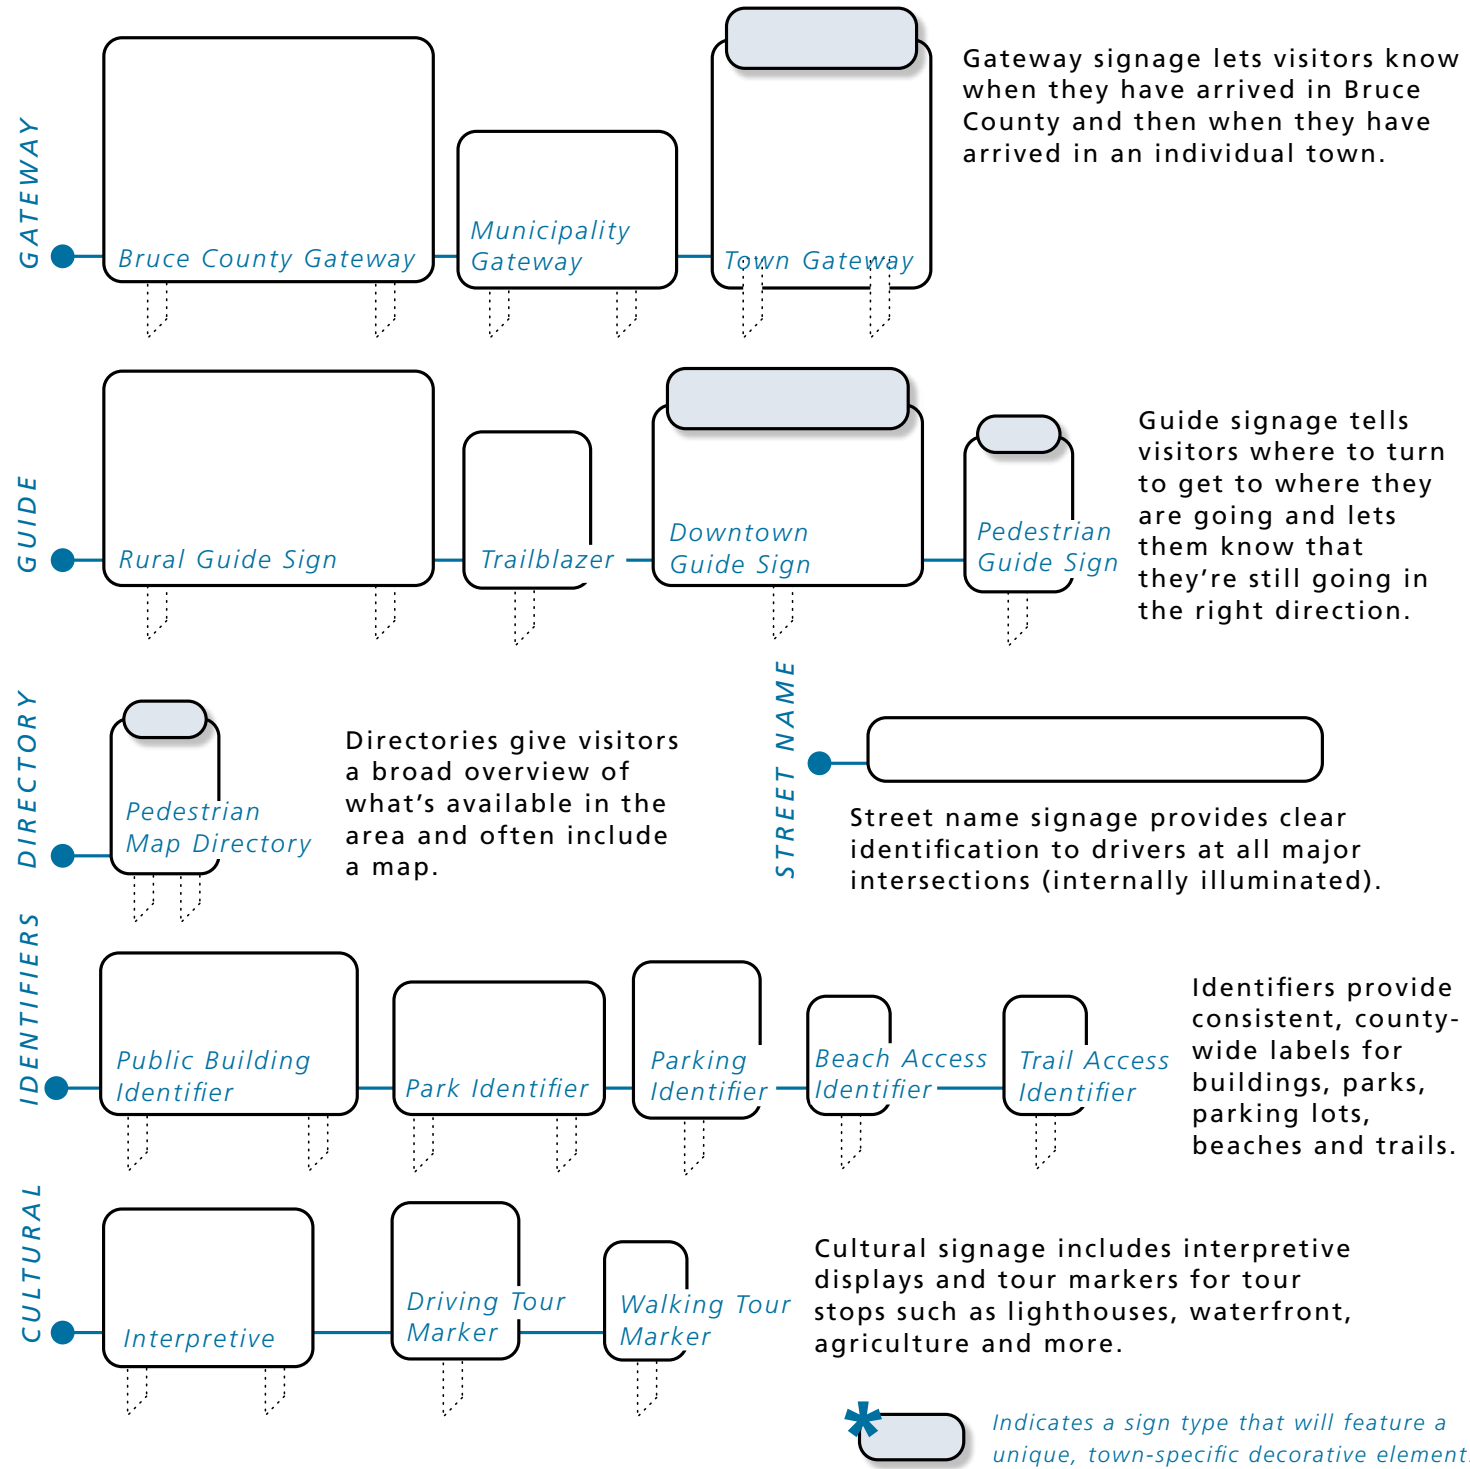 GATEWAY
Bruce County Gateway
Municipality
Gateway
Town Gateway
Gateway signage lets visitors know
when they have arrived in Bruce
County and then when they have
arrived in an individual town.
GUIDE
Rural Guide Sign
Trailblazer
Downtown
Guide Sign
Pedestrian
Guide Sign
Guide signage tells
visitors where to turn
to get to where they
are going and lets
them know that
they’re still going in
the right direction.
DIRECTORY
Pedestrian
Map Directory
Directories give visitors
a broad overview of
what’s available in the
area and often include
a map.
STREET NAME
Street name signage provides clear
identification to drivers at all major
intersections (internally illuminated).
IDENTIFIERS
Public Building
Identifier
Park Identifier
Parking
Identifier
Beach Access
Identifier
Trail Access
Identifier
Identifiers provide
consistent, county-
wide labels for
buildings, parks,
parking lots,
beaches and trails.
CULTURAL
Interpretive
Driving Tour
Marker
Walking Tour
Marker
Cultural signage includes interpretive
displays and tour markers for tour
stops such as lighthouses, waterfront,
agriculture and more.
*
Indicates a sign type that will feature a
unique, town-specific decorative element.